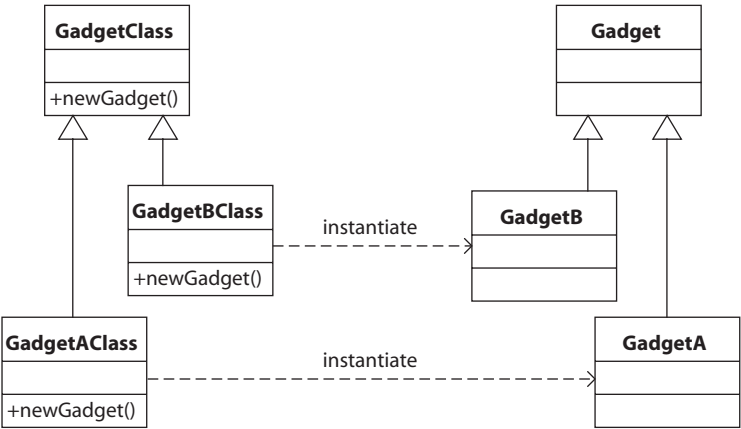 GadgetClass
Gadget
+newGadget()
GadgetBClass
GadgetB
instantiate
+newGadget()
GadgetAClass
GadgetA
instantiate
+newGadget()